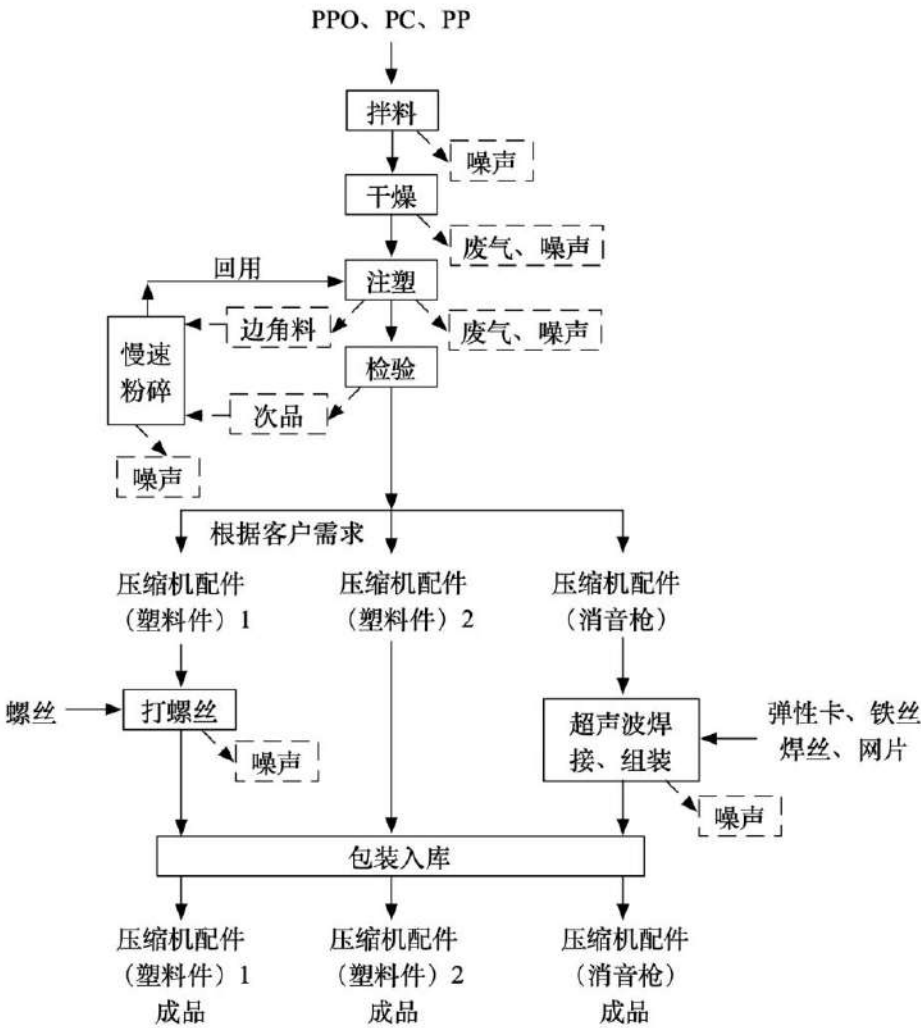 PPO、PC、PP
拌料
噪声
干燥
废气、噪声
回用
注塑
边角料
废气、噪声
慢速
粉碎
检验
次品
噪声
根据客户需求
压缩机配件
（塑料件）1
压缩机配件
（塑料件）2
压缩机配件
（消音枪）
螺丝
打螺丝
噪声
超声波焊
接、组装
弹性卡、铁丝
焊丝、网片
噪声
包装入库
压缩机配件
（塑料件）1
成品
压缩机配件
（塑料件）2
成品
压缩机配件
（消音枪）
成品